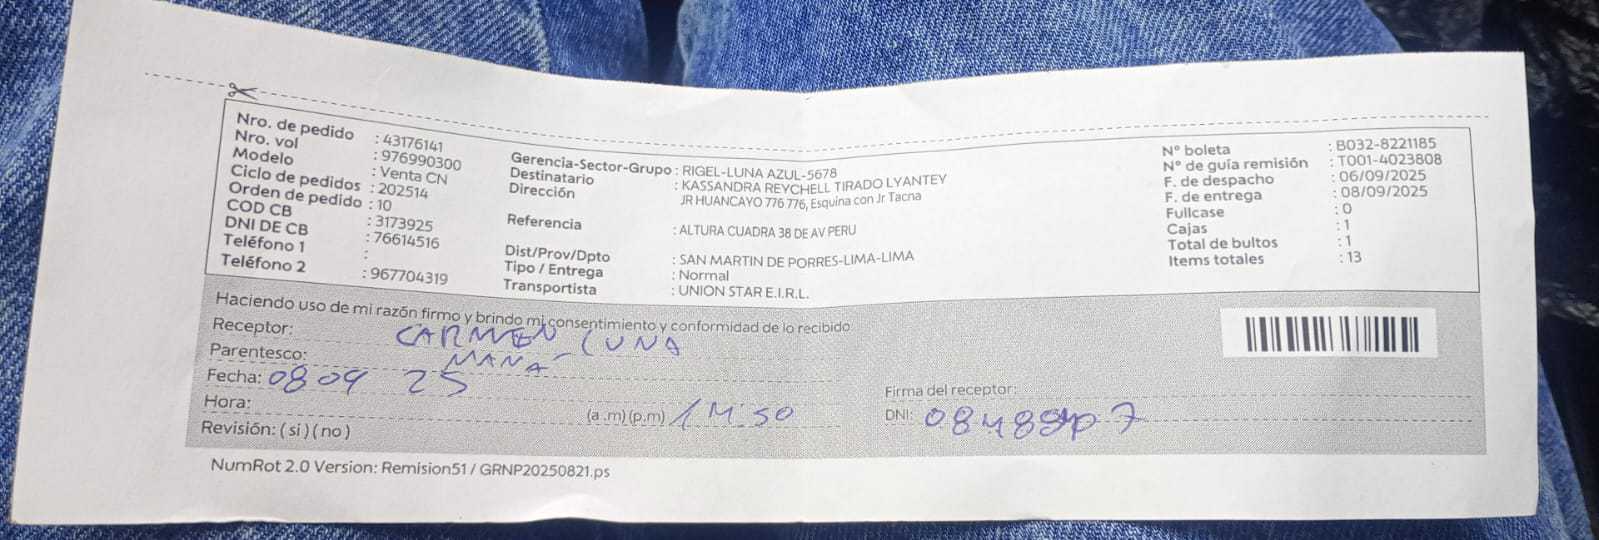 Nro. de pedido : 43176141
Nro. vol : 976990300
Modelo : Venta CN
Ciclo de pedidos : 202514
Orden de pedido : 10
COD CB : 3173925
DNI DE CB : 76614516
Teléfono 1 :
Teléfono 2 : 967704319
Gerencia-Sector-Grupo : RIGEL-LUNA AZUL-5678
Destinatario : KASSANDRA REYCHELL TIRADO LYANTEY
Dirección JR HUANCAYO 776 776, Esquina con Jr Tacna
Referencia : ALTURA CUADRA 38 DE AV PERU
Dist/Prov/Dpto : SAN MARTIN DE PORRES-LIMA-LIMA
Tipo / Entrega : Normal
Transportista : UNION STAR E.I.R.L.
N° boleta : B032-8221185
N° de guía remisión : T001-4023808
F. de despacho : 06/09/2025
F. de entrega : 08/09/2025
Fullcase : 0
Cajas : 1
Total de bultos : 1
Items totales : 13
Haciendo uso de mi razón firmo y brindo mi consentimiento y conformidad de lo recibido
Receptor: CARMEN LUNA
Parentesco: MAMÁ
Fecha: 08 09 25
Hora: (a .m) (p.m)
Revisión: ( si ) ( no )
Firma del receptor:
DNI:
NumRot 2.0 Version: Remision51 / GRNP20250821.ps